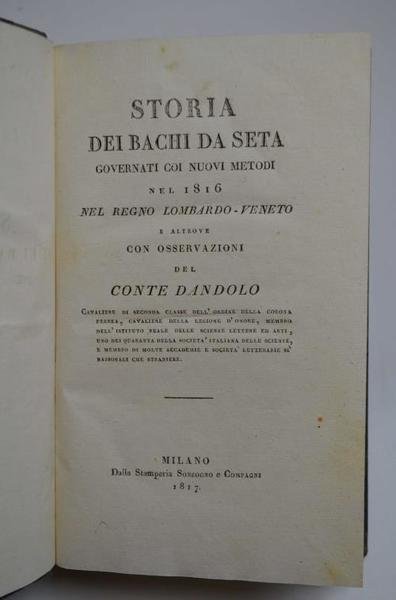 STORIA
DEI BACHI DA SETA
GOVERNATI COI NUOVI METODI
NEL 1816
NEL REGNO LOMBARDO-VENETO
E ALTROVE
CON OSSERVAZIONI
DEL
CONTE DANDOLO
CAVALIERE DI SECONDA CLASSE DELL' ORDINE DELLA CORONA
FERREA, CAVALIERE DELLA LEGIONE D'ONORE, MEMBRO
DELL'ISTITUTO REALE DELLE SCIENZE LETTERE ED ARTI,
UNO DEI QUARANTA DELLA SOCIETA' ITALIANA DELLE SCIENZE,
E MEMBRO DI MOLTE ACCADEMIE E SOCIETA' LETTERARIE SI
NAZIONALI CHE STRANIERE.
MILANO
Dalla Stamperia Sonzogno e Compagni
1817.